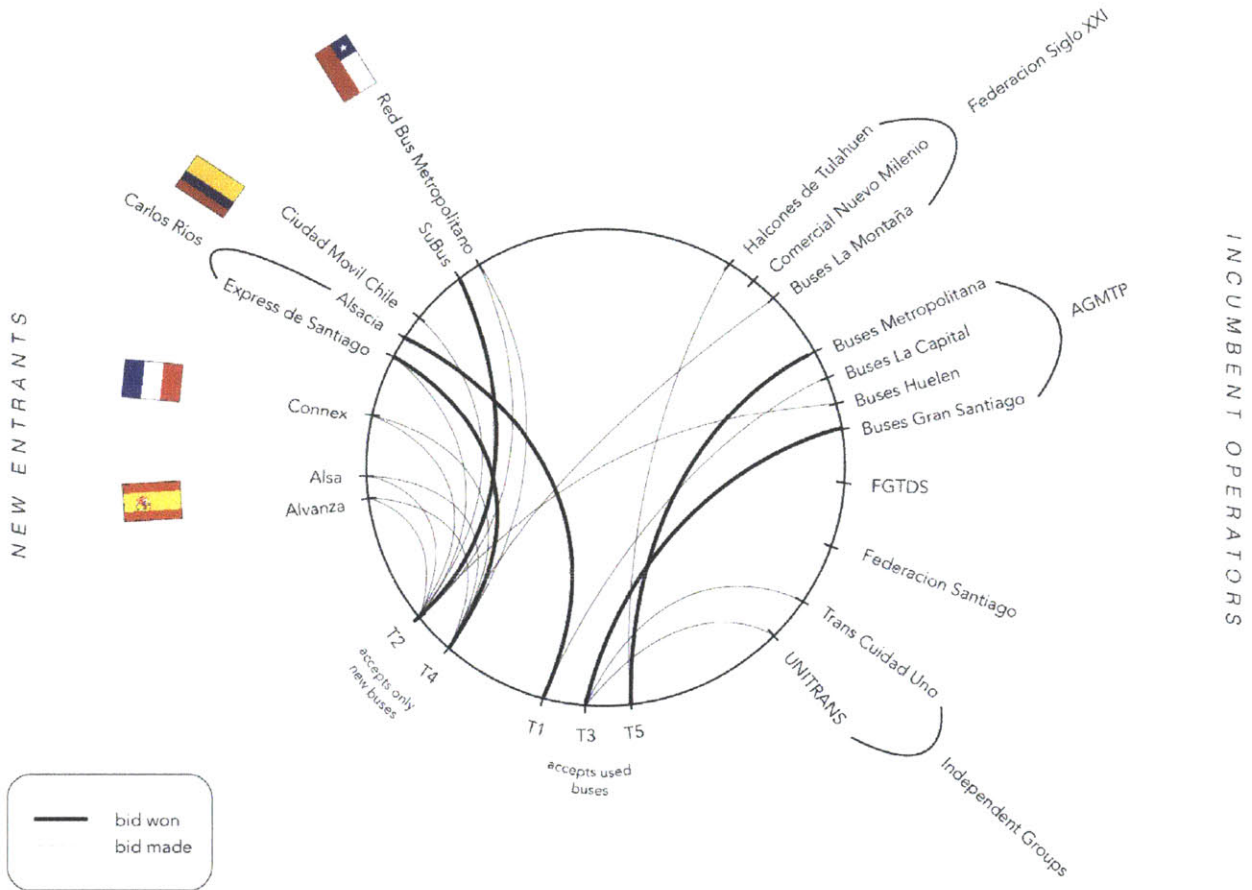 NEW ENTRANTS
Red Bus Metropolitano
SuBus
Ciudad Movil Chile
Carlos Ríos
Alsacia
Express de Santiago
Connex
Alsa
Alvanza
Federacion Siglo XXI
Halcones de Tulahuen
Comercial Nuevo Milenio
Buses La Montaña
AGMTP
Buses Metropolitana
Buses La Capital
Buses Huelen
Buses Gran Santiago
FGTDS
Federacion Santiago
Trans Cuidad Uno
UNITRANS
Independent Groups
INCUMBENT OPERATORS
T2
T4
accepts only
new buses
T1
T3
T5
accepts used
buses
bid won
bid made